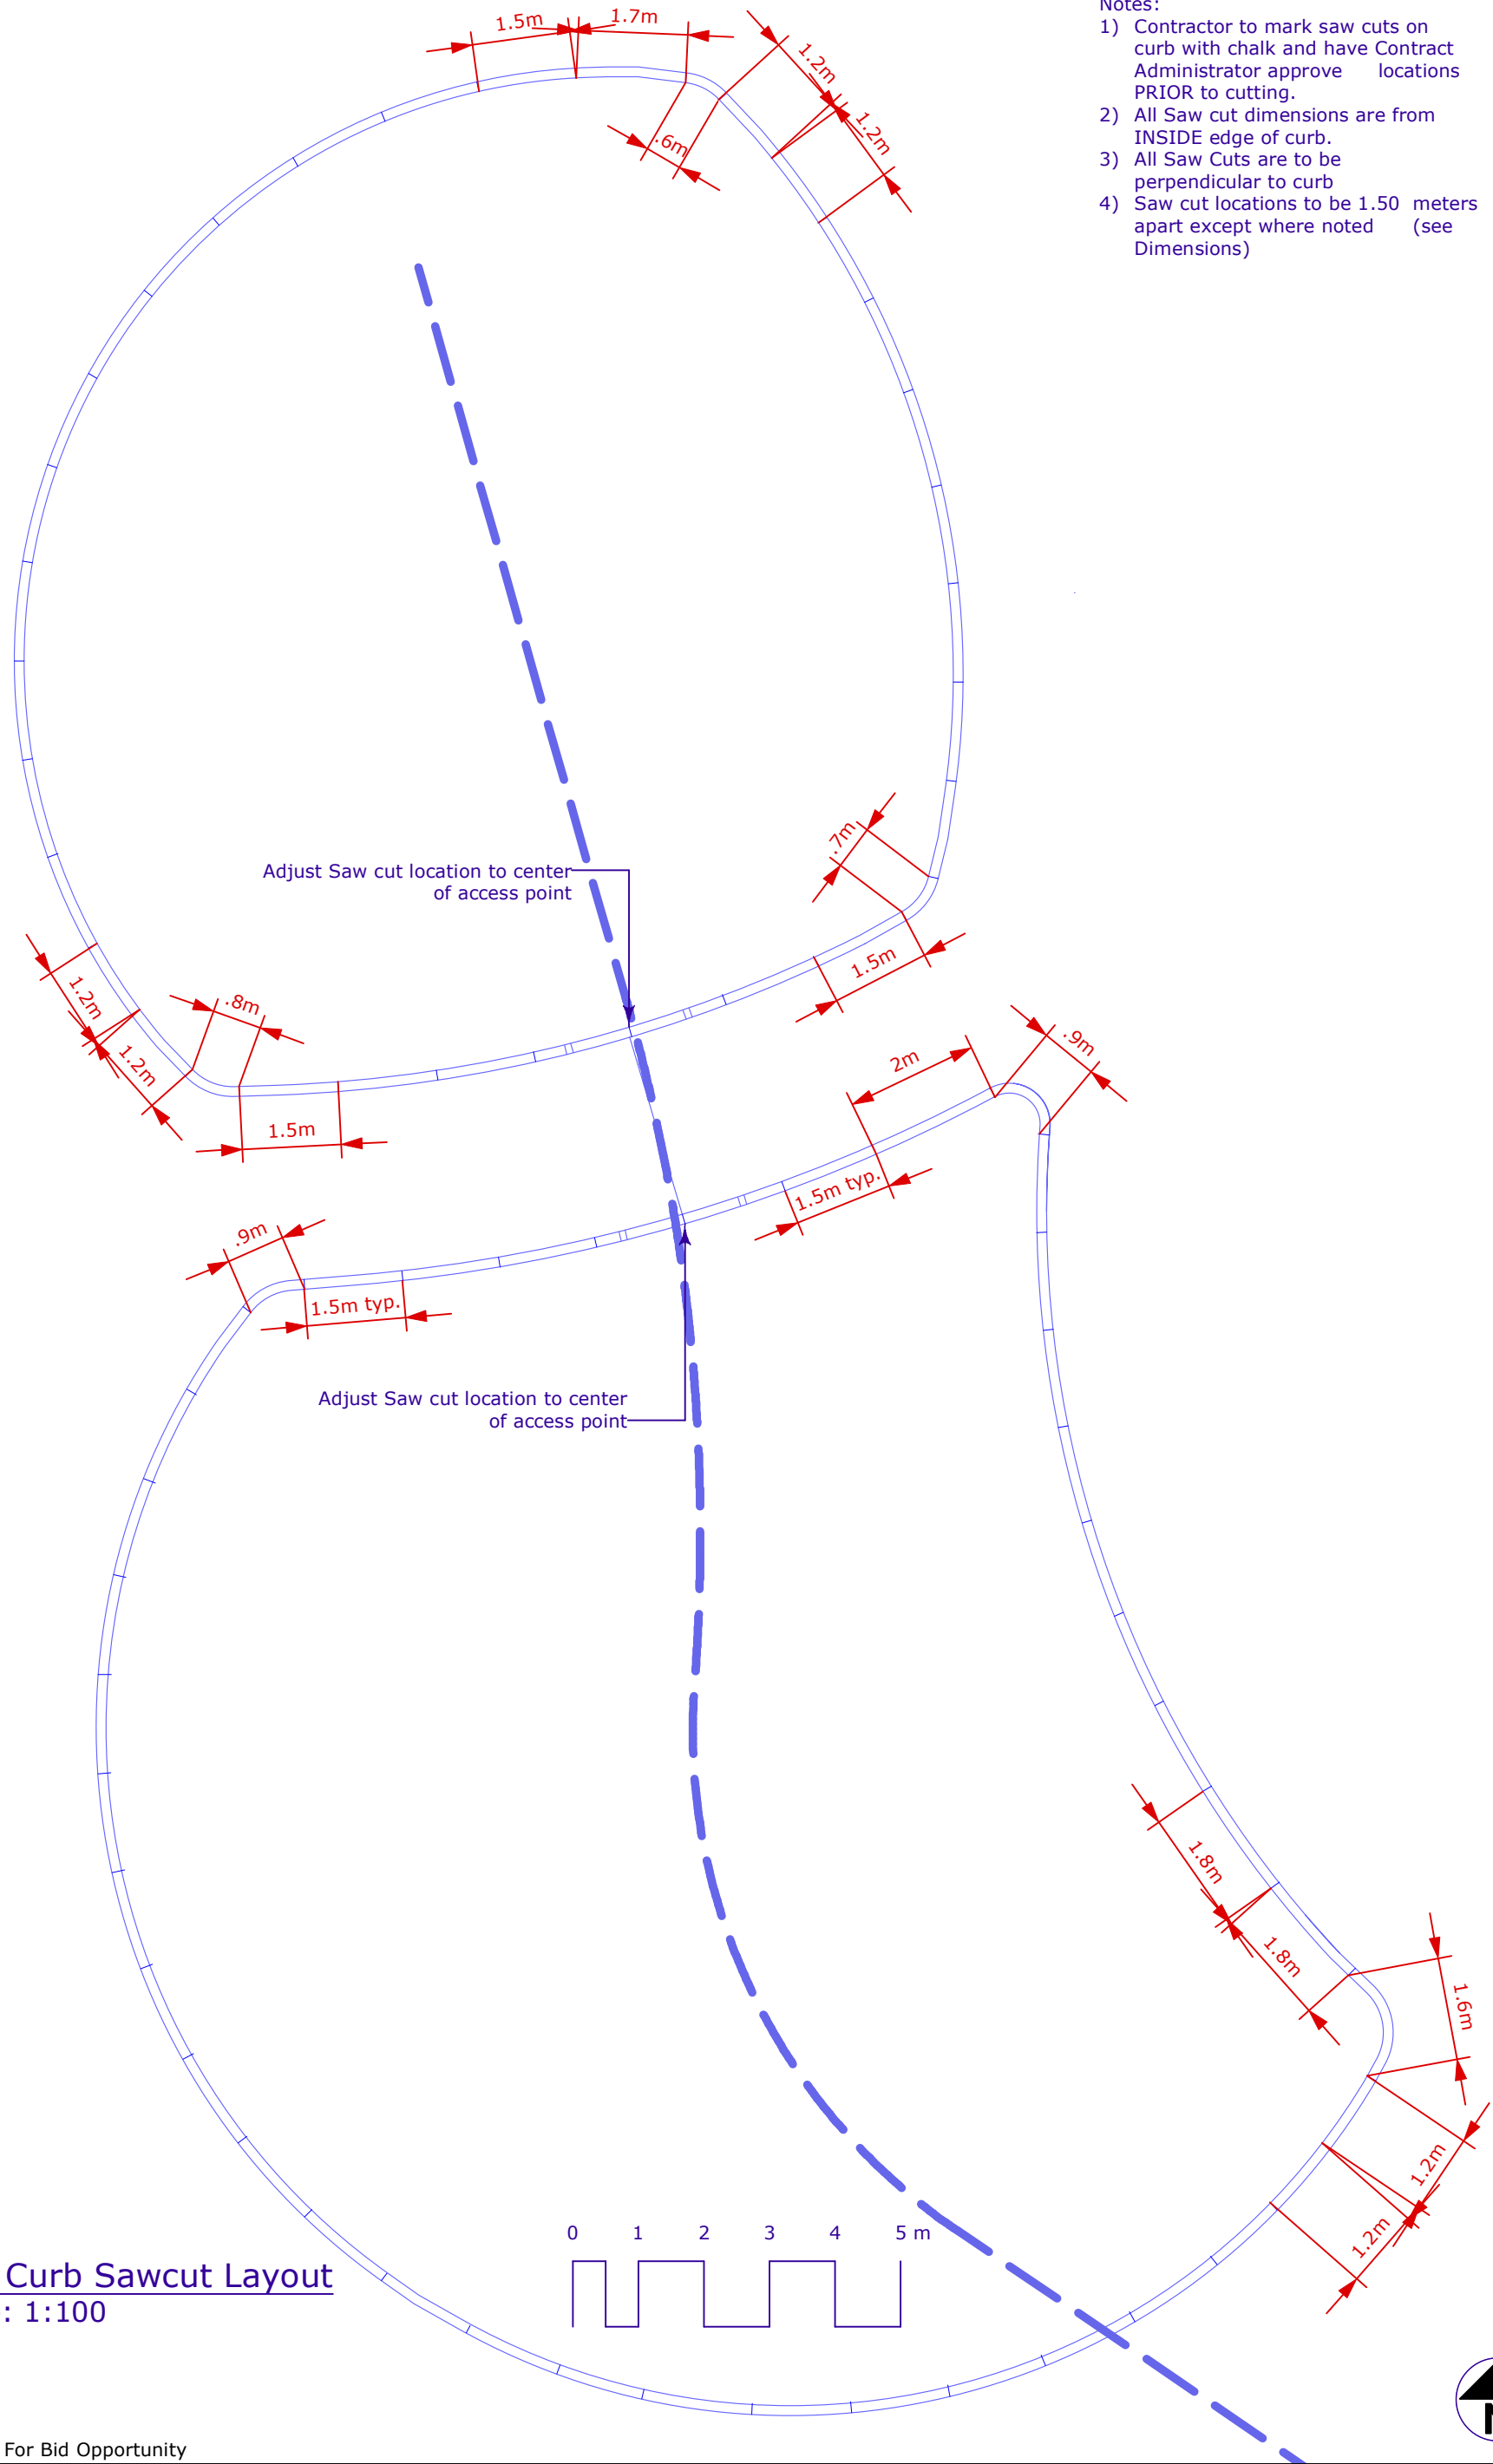 Notes:
1) Contractor to mark saw cuts on
curb with chalk and have Contract
Administrator approve locations
PRIOR to cutting.
2) All Saw cut dimensions are from
INSIDE edge of curb.
3) All Saw Cuts are to be
perpendicular to curb
4) Saw cut locations to be 1.50 meters
apart except where noted (see
Dimensions)
1.5m
1.7m
1.2m
1.2m
.6m
.7m
1.5m
Adjust Saw cut location to center
of access point
1.2m
1.2m
.8m
1.5m
2m
.9m
1.5m typ.
.9m
1.5m typ.
Adjust Saw cut location to center
of access point
1.8m
1.8m
1.6m
1.2m
1.2m
0 1 2 3 4 5 m
Curb Sawcut Layout
: 1:100
For Bid Opportunity